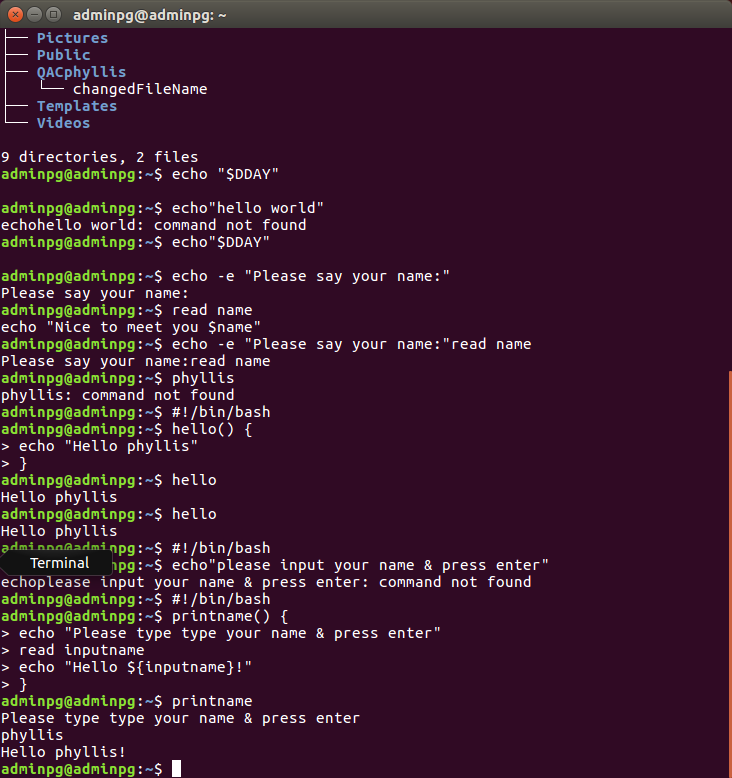 adminpg@adminpg: ~
Pictures
Public
QACphyllis
changedFileName
Templates
Videos
9 directories, 2 files
adminpg@adminpg:~$ echo "$DDAY"
adminpg@adminpg:~$ echo"hello world"
echohello world: command not found
adminpg@adminpg:~$ echo"$DDAY"
adminpg@adminpg:~$ echo -e "Please say your name:"
Please say your name:
adminpg@adminpg:~$ read name
echo "Nice to meet you $name"
adminpg@adminpg:~$ echo -e "Please say your name:"read name
Please say your name:read name
adminpg@adminpg:~$ phyllis
phyllis: command not found
adminpg@adminpg:~$ #!/bin/bash
adminpg@adminpg:~$ hello() {
> echo "Hello phyllis"
> }
adminpg@adminpg:~$ hello
Hello phyllis
adminpg@adminpg:~$ hello
Hello phyllis
adminpg@adminpg:~$ #!/bin/bash
Terminal pg:~$ echo"please input your name & press enter"
echoplease input your name & press enter: command not found
adminpg@adminpg:~$ #!/bin/bash
adminpg@adminpg:~$ printname() {
> echo "Please type type your name & press enter"
> read inputname
> echo "Hello ${inputname}!"
> }
adminpg@adminpg:~$ printname
Please type type your name & press enter
phyllis
Hello phyllis!
adminpg@adminpg:~$